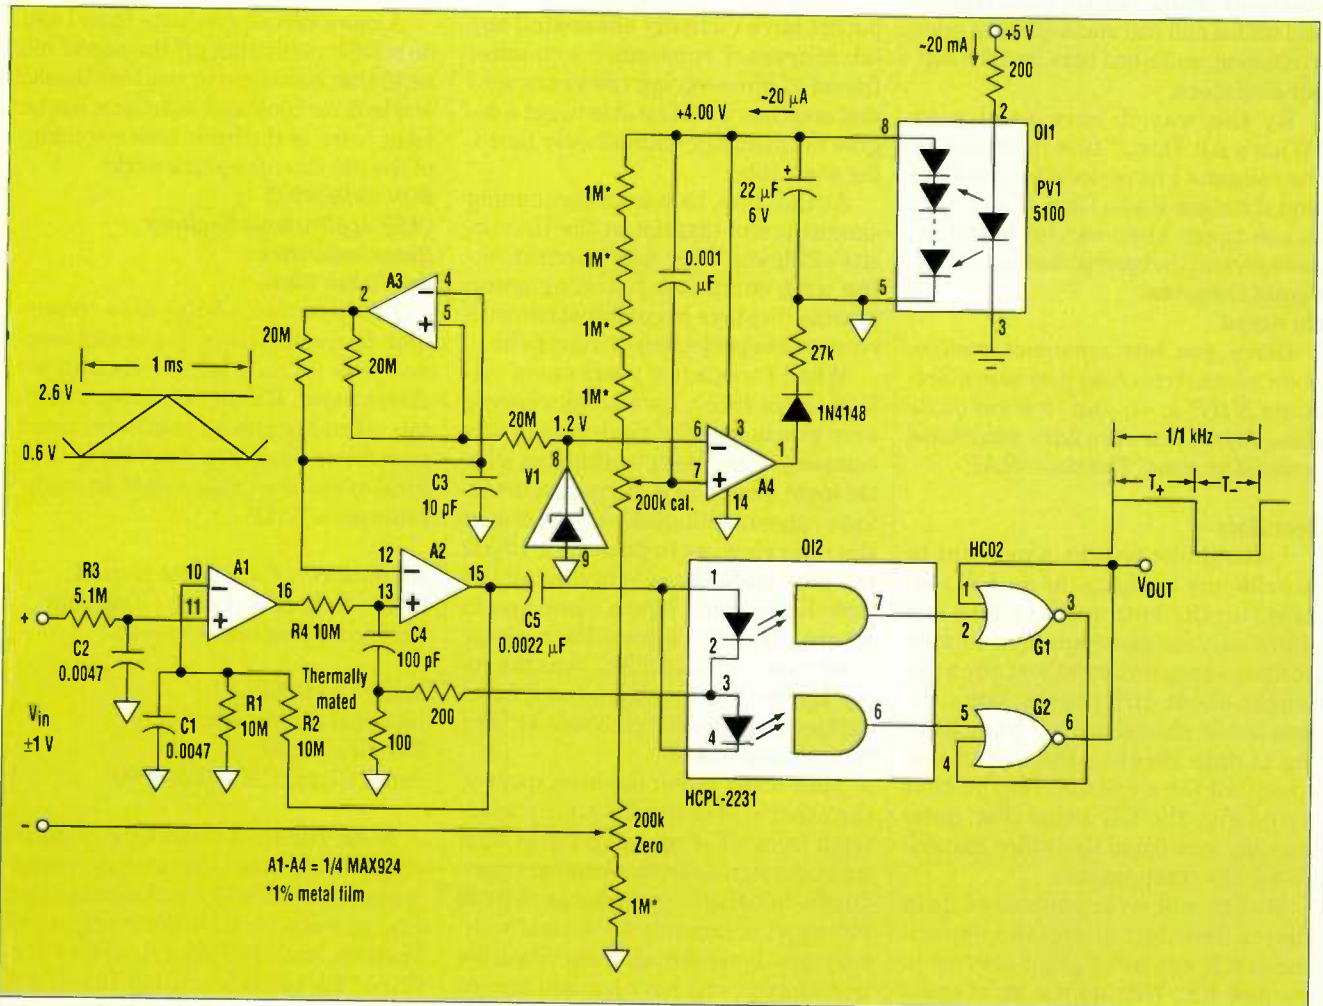 +5 V
~20 mA
200
2
OI1
~20 μA
+4.00 V
8
PV1
5100
+
22 μF
6 V
1M*
0.001
μF
1M*
5
3
1M*
27k
1N4148
1M*
A3
2
4
−
+
5
20M
20M
1 ms
2.6 V
0.6 V
20M
1.2 V
8
V1
9
6
−
3
7
+
1
14
A4
200k cal.
C3
10 pF
1/1 kHz
T+
T−
R3
5.1M
+
C2
0.0047
10
−
11
+
A1
16
R4 10M
12
−
13
+
A2
15
C4
100 pF
C5
0.0022 μF
OI2
1
2
3
4
7
6
HCPL-2231
HC02
1
2
3
G1
5
4
6
G2
VOUT
Thermally
mated
200
100
Vin
±1 V
C1
0.0047
R1
10M
R2
10M
−
200k
Zero
1M*
A1-A4 = 1/4 MAX924
*1% metal film